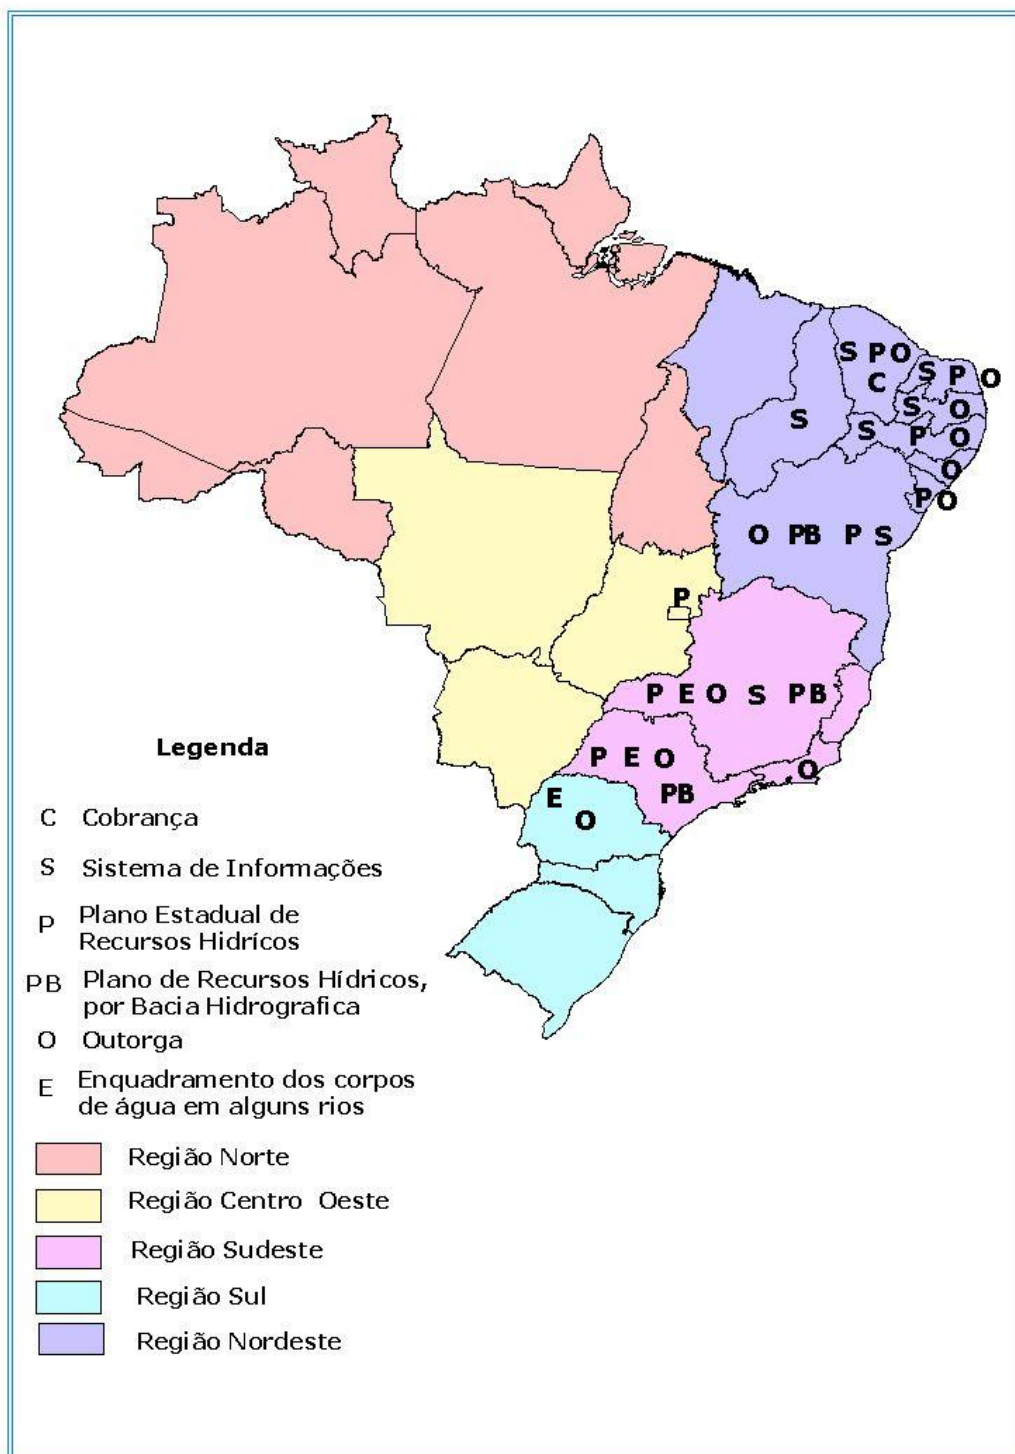 S P O
C
S P O
S O
S
S P O
O
P O
O PB P S
P
P E O S PB
P E O
PB
O
E
O
Legenda
C Cobrança
S Sistema de Informações
P Plano Estadual de
Recursos Hidrícos
PB Plano de Recursos Hídricos,
por Bacia Hidrografica
O Outorga
E Enquadramento dos corpos
de água em alguns rios
Região Norte
Região Centro Oeste
Região Sudeste
Região Sul
Região Nordeste